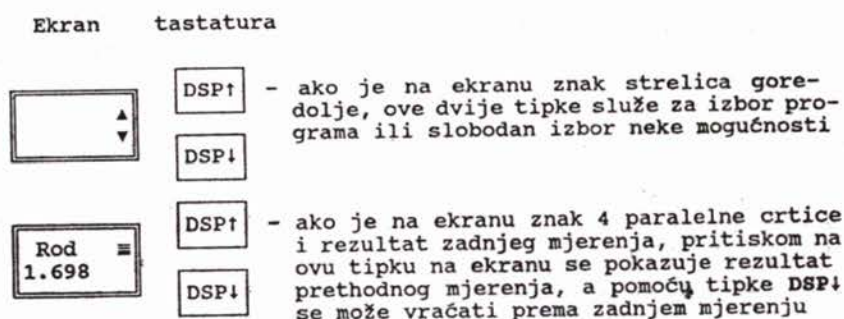 Ekran tastatura
DSP↑ - ako je na ekranu znak strelica gore-
dolje, ove dvije tipke služe za izbor pro-
grama ili slobodan izbor neke mogućnosti
▲
▼
DSP↓
DSP↑ - ako je na ekranu znak 4 paralelne crtice
i rezultat zadnjeg mjerenja, pritiskom na
ovu tipku na ekranu se pokazuje rezultat
prethodnog mjerenja, a pomoću tipke DSP↓
se može vraćati prema zadnjem mjerenju
Rod ≡
1.698
DSP↓